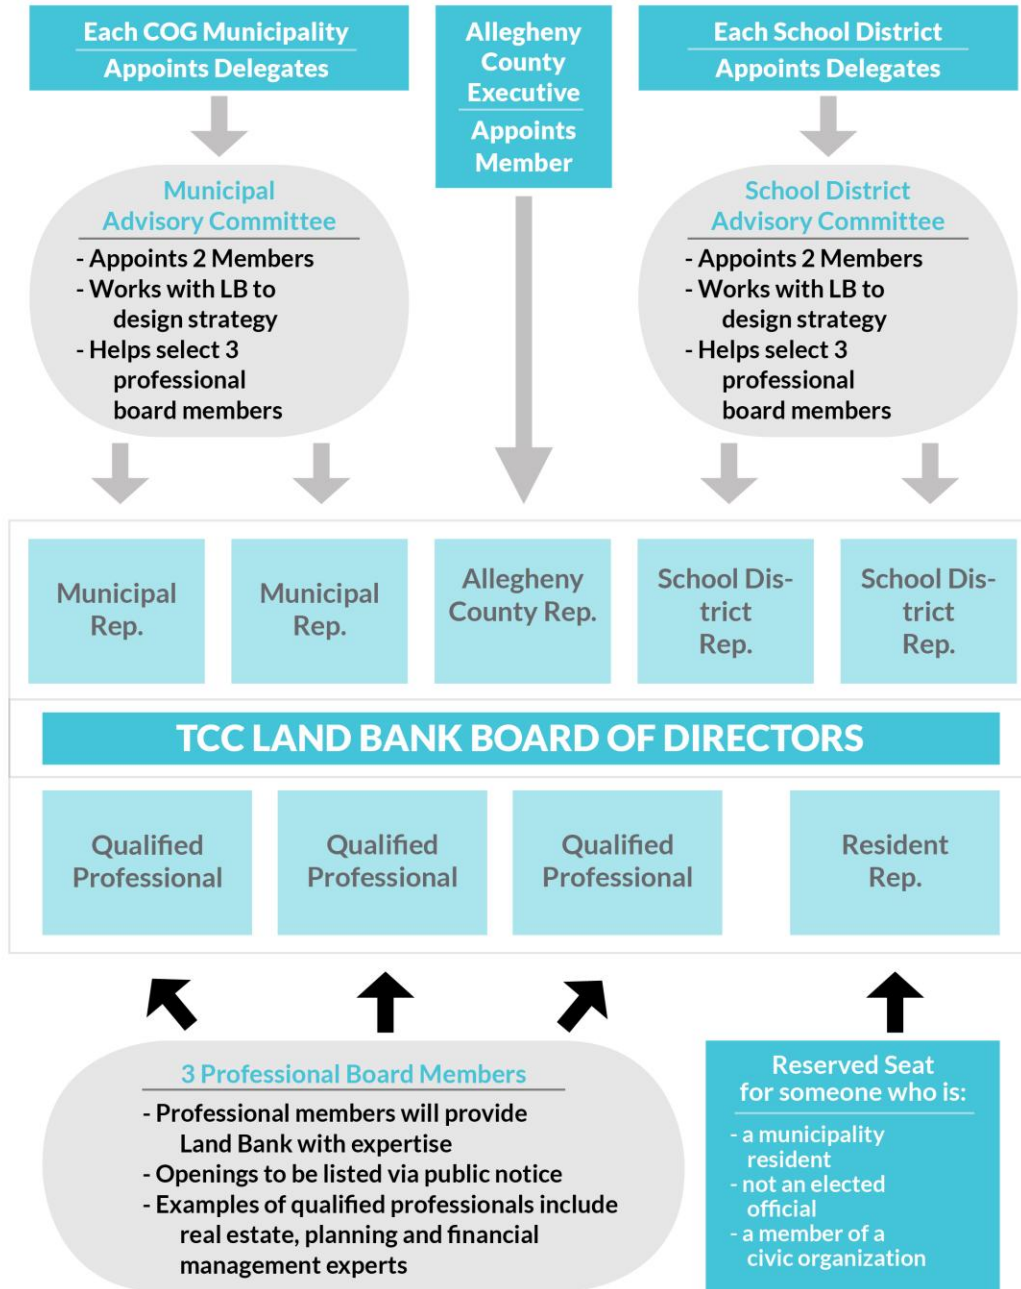 Each COG Municipality
Appoints Delegates
Allegheny
County
Executive
Appoints
Member
Each School District
Appoints Delegates
Municipal
Advisory Committee
- Appoints 2 Members
- Works with LB to
design strategy
- Helps select 3
professional
board members
School District
Advisory Committee
- Appoints 2 Members
- Works with LB to
design strategy
- Helps select 3
professional
board members
Municipal
Rep.
Municipal
Rep.
Allegheny
County Rep.
School Dis-
trict
Rep.
School Dis-
trict
Rep.
TCC LAND BANK BOARD OF DIRECTORS
Qualified
Professional
Qualified
Professional
Qualified
Professional
Resident
Rep.
3 Professional Board Members
- Professional members will provide
Land Bank with expertise
- Openings to be listed via public notice
- Examples of qualified professionals include
real estate, planning and financial
management experts
Reserved Seat
for someone who is:
- a municipality
resident
- not an elected
official
- a member of a
civic organization